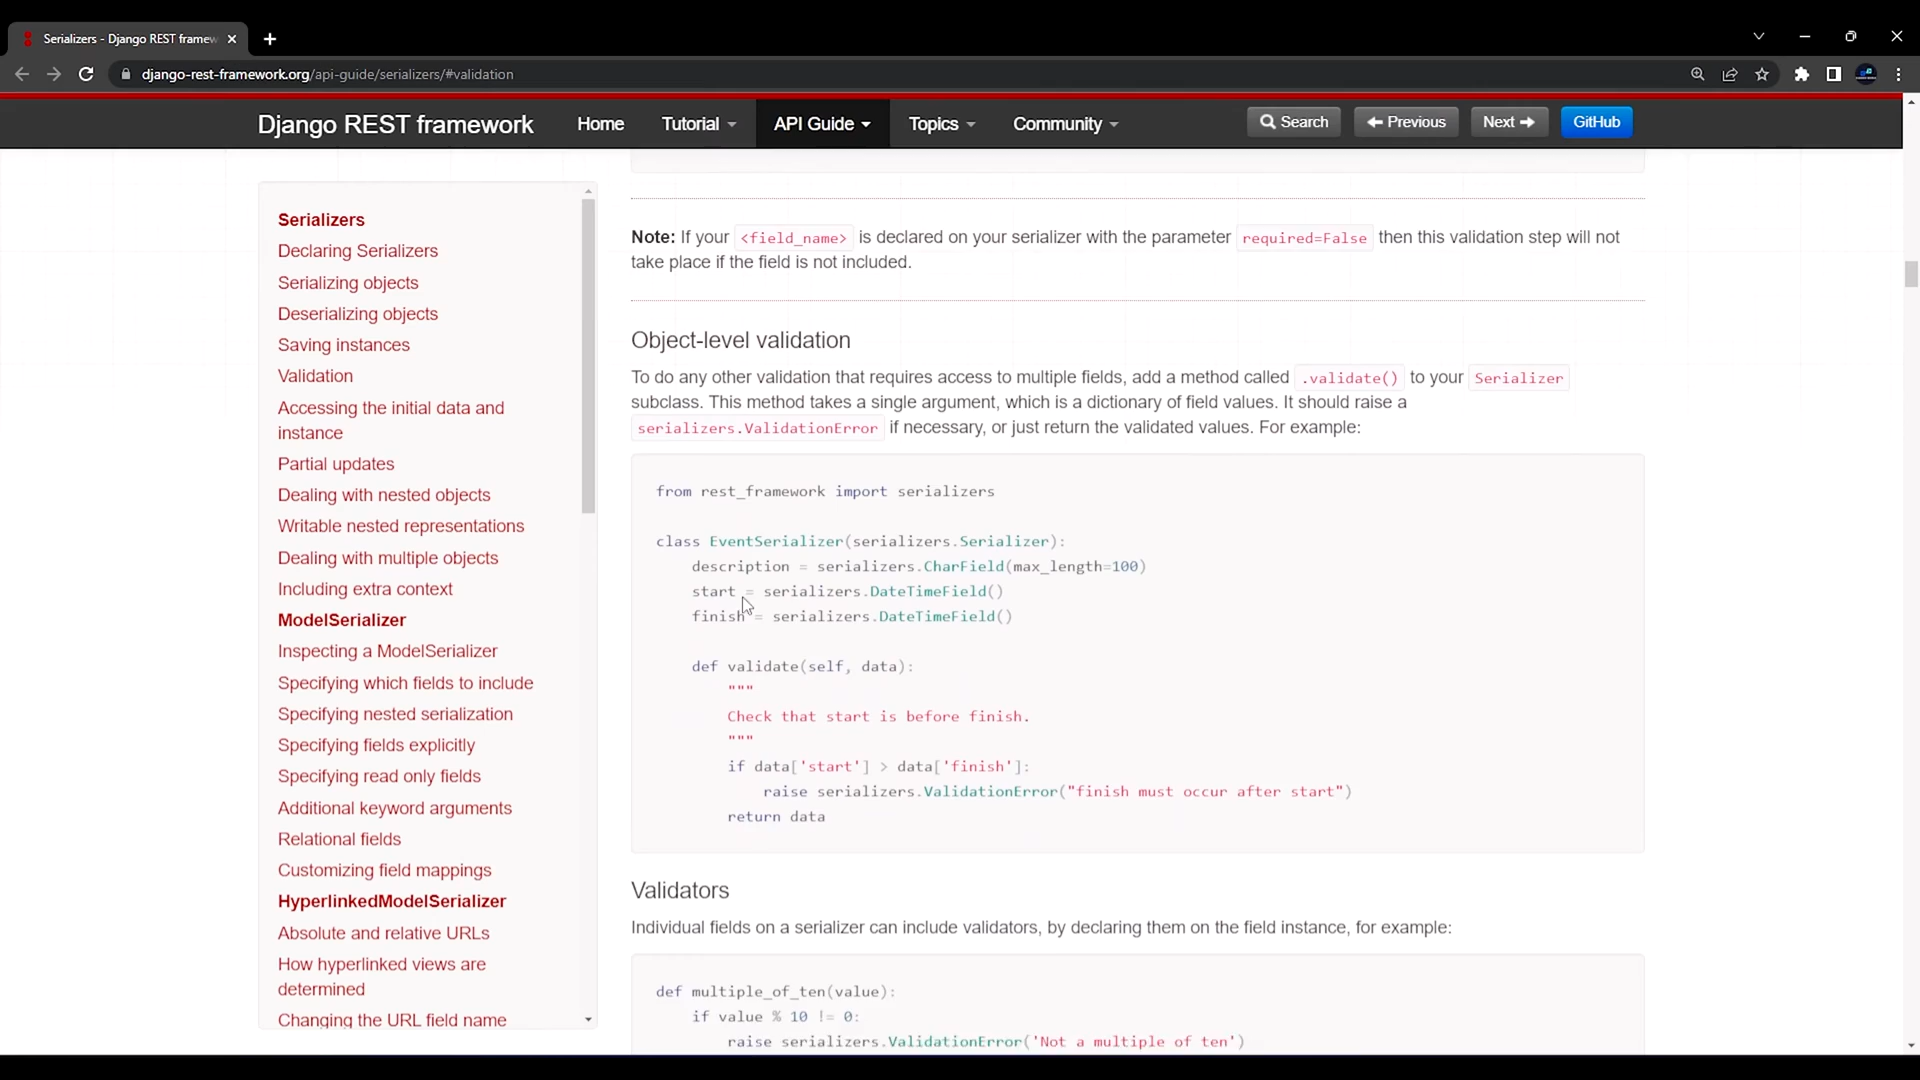 Serializers - Django REST framew
django-rest-framework.org/api-guide/serializers/#validation
Django REST framework
Home
Tutorial
API Guide
Topics
Community
Search
Previous
Next
GitHub
Serializers
Declaring Serializers
Serializing objects
Deserializing objects
Saving instances
Validation
Accessing the initial data and
instance
Partial updates
Dealing with nested objects
Writable nested representations
Dealing with multiple objects
Including extra context
ModelSerializer
Inspecting a ModelSerializer
Specifying which fields to include
Specifying nested serialization
Specifying fields explicitly
Specifying read only fields
Additional keyword arguments
Relational fields
Customizing field mappings
HyperlinkedModelSerializer
Absolute and relative URLs
How hyperlinked views are
determined
Changing the URL field name
Note: If your <field_name> is declared on your serializer with the parameter required=False then this validation step will not
take place if the field is not included.
Object-level validation
To do any other validation that requires access to multiple fields, add a method called .validate() to your Serializer
subclass. This method takes a single argument, which is a dictionary of field values. It should raise a
serializers.ValidationError if necessary, or just return the validated values. For example:
from rest_framework import serializers
class EventSerializer(serializers.Serializer):
description = serializers.CharField(max_length=100)
start = serializers.DateTimeField()
finish = serializers.DateTimeField()
def validate(self, data):
"""
Check that start is before finish.
"""
if data['start'] > data['finish']:
raise serializers.ValidationError("finish must occur after start")
return data
Validators
Individual fields on a serializer can include validators, by declaring them on the field instance, for example:
def multiple_of_ten(value):
if value % 10 != 0:
raise serializers.ValidationError('Not a multiple of ten')